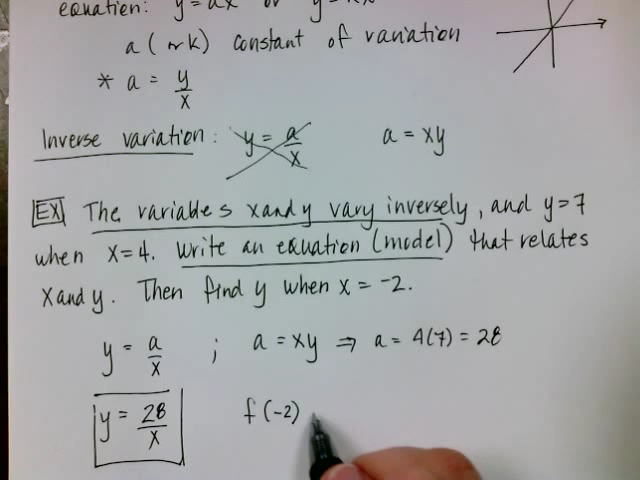 equation: y = ax or y = kx
a (or k) constant of variation
* a = y/x
Inverse variation: y = a/x a = xy
EX The variables x and y vary inversely, and y=7
when x=4. Write an equation (model) that relates
x and y. Then find y when x = -2.
y = a/x ; a = xy ⇒ a = 4(7) = 28
y = 28/x f(-2)